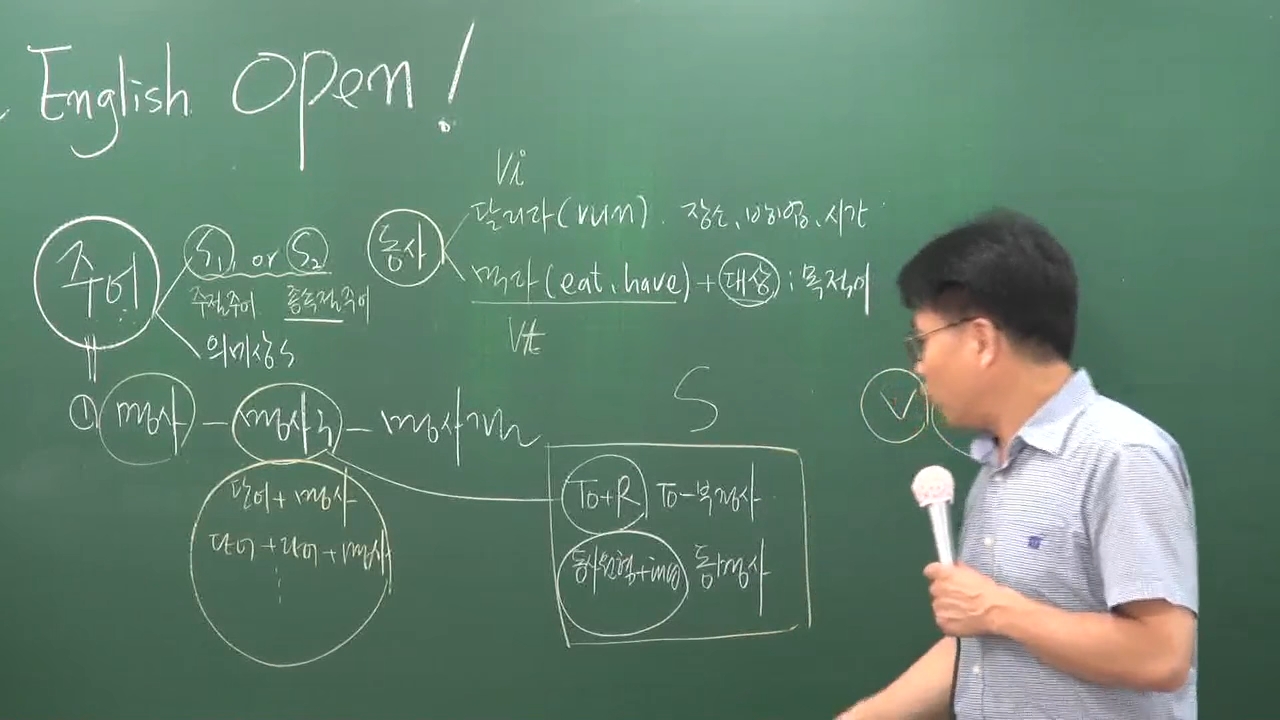 English Open!
주어
S₁, or S₂
주절주어 종속절주어
의미상 S
동사
Vi
달리다(run). 장소, 방법, 시간
먹다(eat, have) + 대상 : 목적어
Vt
① 명사 - 명사구 - 명사절
단어 + 명사
단어 + 단어 + 명사
S
To+R To-부정사
동사원형+ing 동명사
V